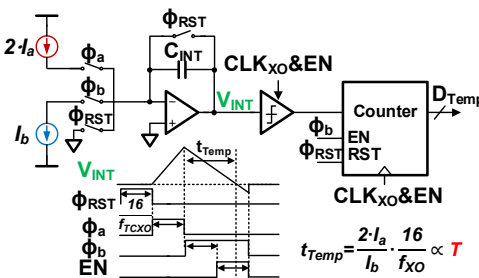 ΦRST
2·Ia
Φa
CINT
CLKXO&EN
Φb
VINT
DTemp
Counter
Ib
ΦRST
Φb
EN
ΦRST
RST
tTemp
VINT
CLKXO&EN
ΦRST
16
fTCXO
Φa
Φb
EN
tTemp = 2·Ia / Ib · 16 / fXO ∝ T